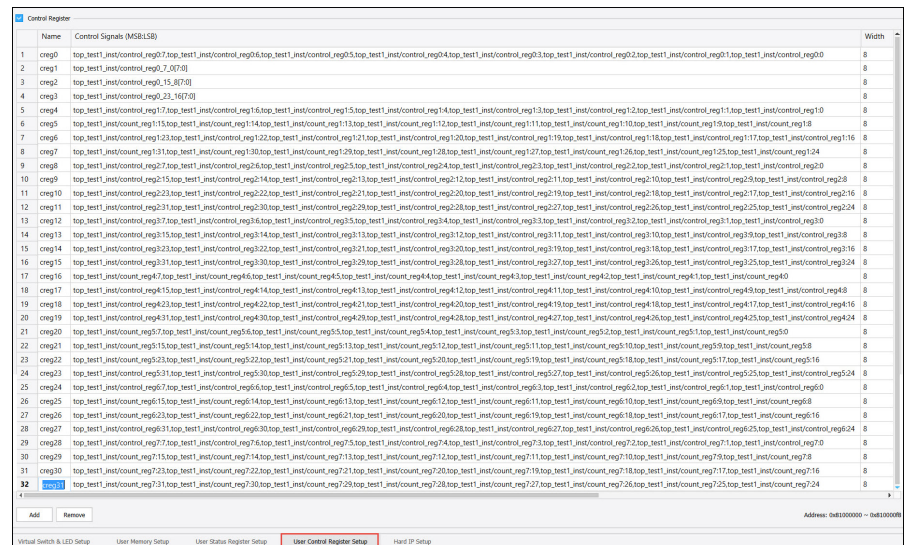 Control Register
Name Control Signals (MSB:LSB) Width
1 creg0 top_test1_inst/control_reg0:7,top_test1_inst/control_reg0:6,top_test1_inst/control_reg0:5,top_test1_inst/control_reg0:4,top_test1_inst/control_reg0:3,top_test1_inst/control_reg0:2,top_test1_inst/control_reg0:1,top_test1_inst/control_reg0:0 8
2 creg1 top_test1_inst/control_reg0_7_0[7:0] 8
3 creg2 top_test1_inst/control_reg0_15_8[7:0] 8
4 creg3 top_test1_inst/control_reg0_23_16[7:0] 8
5 creg4 top_test1_inst/control_reg1:7,top_test1_inst/control_reg1:6,top_test1_inst/control_reg1:5,top_test1_inst/control_reg1:4,top_test1_inst/control_reg1:3,top_test1_inst/control_reg1:2,top_test1_inst/control_reg1:1,top_test1_inst/control_reg1:0 8
6 creg5 top_test1_inst/count_reg1:15,top_test1_inst/count_reg1:14,top_test1_inst/count_reg1:13,top_test1_inst/count_reg1:12,top_test1_inst/count_reg1:11,top_test1_inst/count_reg1:10,top_test1_inst/count_reg1:9,top_test1_inst/count_reg1:8 8
7 creg6 top_test1_inst/control_reg1:23,top_test1_inst/control_reg1:22,top_test1_inst/control_reg1:21,top_test1_inst/control_reg1:20,top_test1_inst/control_reg1:19,top_test1_inst/control_reg1:18,top_test1_inst/control_reg1:17,top_test1_inst/control_reg1:16 8
8 creg7 top_test1_inst/count_reg1:31,top_test1_inst/count_reg1:30,top_test1_inst/count_reg1:29,top_test1_inst/count_reg1:28,top_test1_inst/count_reg1:27,top_test1_inst/count_reg1:26,top_test1_inst/count_reg1:25,top_test1_inst/count_reg1:24 8
9 creg8 top_test1_inst/control_reg2:7,top_test1_inst/control_reg2:6,top_test1_inst/control_reg2:5,top_test1_inst/control_reg2:4,top_test1_inst/control_reg2:3,top_test1_inst/control_reg2:2,top_test1_inst/control_reg2:1,top_test1_inst/control_reg2:0 8
10 creg9 top_test1_inst/control_reg2:15,top_test1_inst/control_reg2:14,top_test1_inst/control_reg2:13,top_test1_inst/control_reg2:12,top_test1_inst/control_reg2:11,top_test1_inst/control_reg2:10,top_test1_inst/control_reg2:9,top_test1_inst/control_reg2:8 8
11 creg10 top_test1_inst/control_reg2:23,top_test1_inst/control_reg2:22,top_test1_inst/control_reg2:21,top_test1_inst/control_reg2:20,top_test1_inst/control_reg2:19,top_test1_inst/control_reg2:18,top_test1_inst/control_reg2:17,top_test1_inst/control_reg2:16 8
12 creg11 top_test1_inst/control_reg2:31,top_test1_inst/control_reg2:30,top_test1_inst/control_reg2:29,top_test1_inst/control_reg2:28,top_test1_inst/control_reg2:27,top_test1_inst/control_reg2:26,top_test1_inst/control_reg2:25,top_test1_inst/control_reg2:24 8
13 creg12 top_test1_inst/control_reg3:7,top_test1_inst/control_reg3:6,top_test1_inst/control_reg3:5,top_test1_inst/control_reg3:4,top_test1_inst/control_reg3:3,top_test1_inst/control_reg3:2,top_test1_inst/control_reg3:1,top_test1_inst/control_reg3:0 8
14 creg13 top_test1_inst/control_reg3:15,top_test1_inst/control_reg3:14,top_test1_inst/control_reg3:13,top_test1_inst/control_reg3:12,top_test1_inst/control_reg3:11,top_test1_inst/control_reg3:10,top_test1_inst/control_reg3:9,top_test1_inst/control_reg3:8 8
15 creg14 top_test1_inst/control_reg3:23,top_test1_inst/control_reg3:22,top_test1_inst/control_reg3:21,top_test1_inst/control_reg3:20,top_test1_inst/control_reg3:19,top_test1_inst/control_reg3:18,top_test1_inst/control_reg3:17,top_test1_inst/control_reg3:16 8
16 creg15 top_test1_inst/control_reg3:31,top_test1_inst/control_reg3:30,top_test1_inst/control_reg3:29,top_test1_inst/control_reg3:28,top_test1_inst/control_reg3:27,top_test1_inst/control_reg3:26,top_test1_inst/control_reg3:25,top_test1_inst/control_reg3:24 8
17 creg16 top_test1_inst/count_reg4:7,top_test1_inst/count_reg4:6,top_test1_inst/count_reg4:5,top_test1_inst/count_reg4:4,top_test1_inst/count_reg4:3,top_test1_inst/count_reg4:2,top_test1_inst/count_reg4:1,top_test1_inst/count_reg4:0 8
18 creg17 top_test1_inst/control_reg4:15,top_test1_inst/control_reg4:14,top_test1_inst/control_reg4:13,top_test1_inst/control_reg4:12,top_test1_inst/control_reg4:11,top_test1_inst/control_reg4:10,top_test1_inst/control_reg4:9,top_test1_inst/control_reg4:8 8
19 creg18 top_test1_inst/control_reg4:23,top_test1_inst/control_reg4:22,top_test1_inst/control_reg4:21,top_test1_inst/control_reg4:20,top_test1_inst/control_reg4:19,top_test1_inst/control_reg4:18,top_test1_inst/control_reg4:17,top_test1_inst/control_reg4:16 8
20 creg19 top_test1_inst/control_reg4:31,top_test1_inst/control_reg4:30,top_test1_inst/control_reg4:29,top_test1_inst/control_reg4:28,top_test1_inst/control_reg4:27,top_test1_inst/control_reg4:26,top_test1_inst/control_reg4:25,top_test1_inst/control_reg4:24 8
21 creg20 top_test1_inst/count_reg5:7,top_test1_inst/count_reg5:6,top_test1_inst/count_reg5:5,top_test1_inst/count_reg5:4,top_test1_inst/count_reg5:3,top_test1_inst/count_reg5:2,top_test1_inst/count_reg5:1,top_test1_inst/count_reg5:0 8
22 creg21 top_test1_inst/count_reg5:15,top_test1_inst/count_reg5:14,top_test1_inst/count_reg5:13,top_test1_inst/count_reg5:12,top_test1_inst/count_reg5:11,top_test1_inst/count_reg5:10,top_test1_inst/count_reg5:9,top_test1_inst/count_reg5:8 8
23 creg22 top_test1_inst/count_reg5:23,top_test1_inst/count_reg5:22,top_test1_inst/count_reg5:21,top_test1_inst/count_reg5:20,top_test1_inst/count_reg5:19,top_test1_inst/count_reg5:18,top_test1_inst/count_reg5:17,top_test1_inst/count_reg5:16 8
24 creg23 top_test1_inst/control_reg5:31,top_test1_inst/control_reg5:30,top_test1_inst/control_reg5:29,top_test1_inst/control_reg5:28,top_test1_inst/control_reg5:27,top_test1_inst/control_reg5:26,top_test1_inst/control_reg5:25,top_test1_inst/control_reg5:24 8
25 creg24 top_test1_inst/control_reg6:7,top_test1_inst/control_reg6:6,top_test1_inst/control_reg6:5,top_test1_inst/control_reg6:4,top_test1_inst/control_reg6:3,top_test1_inst/control_reg6:2,top_test1_inst/control_reg6:1,top_test1_inst/control_reg6:0 8
26 creg25 top_test1_inst/count_reg6:15,top_test1_inst/count_reg6:14,top_test1_inst/count_reg6:13,top_test1_inst/count_reg6:12,top_test1_inst/count_reg6:11,top_test1_inst/count_reg6:10,top_test1_inst/count_reg6:9,top_test1_inst/count_reg6:8 8
27 creg26 top_test1_inst/count_reg6:23,top_test1_inst/count_reg6:22,top_test1_inst/count_reg6:21,top_test1_inst/count_reg6:20,top_test1_inst/count_reg6:19,top_test1_inst/count_reg6:18,top_test1_inst/count_reg6:17,top_test1_inst/count_reg6:16 8
28 creg27 top_test1_inst/control_reg6:31,top_test1_inst/control_reg6:30,top_test1_inst/control_reg6:29,top_test1_inst/control_reg6:28,top_test1_inst/control_reg6:27,top_test1_inst/control_reg6:26,top_test1_inst/control_reg6:25,top_test1_inst/control_reg6:24 8
29 creg28 top_test1_inst/control_reg7:7,top_test1_inst/control_reg7:6,top_test1_inst/control_reg7:5,top_test1_inst/control_reg7:4,top_test1_inst/control_reg7:3,top_test1_inst/control_reg7:2,top_test1_inst/control_reg7:1,top_test1_inst/control_reg7:0 8
30 creg29 top_test1_inst/count_reg7:15,top_test1_inst/count_reg7:14,top_test1_inst/count_reg7:13,top_test1_inst/count_reg7:12,top_test1_inst/count_reg7:11,top_test1_inst/count_reg7:10,top_test1_inst/count_reg7:9,top_test1_inst/count_reg7:8 8
31 creg30 top_test1_inst/count_reg7:23,top_test1_inst/count_reg7:22,top_test1_inst/count_reg7:21,top_test1_inst/count_reg7:20,top_test1_inst/count_reg7:19,top_test1_inst/count_reg7:18,top_test1_inst/count_reg7:17,top_test1_inst/count_reg7:16 8
32 creg31 top_test1_inst/count_reg7:31,top_test1_inst/count_reg7:30,top_test1_inst/count_reg7:29,top_test1_inst/count_reg7:28,top_test1_inst/count_reg7:27,top_test1_inst/count_reg7:26,top_test1_inst/count_reg7:25,top_test1_inst/count_reg7:24 8
Add Remove Address: 0x81000000 ~ 0x810000f8
Virtual Switch & LED Setup User Memory Setup User Status Register Setup User Control Register Setup Hard IP Setup